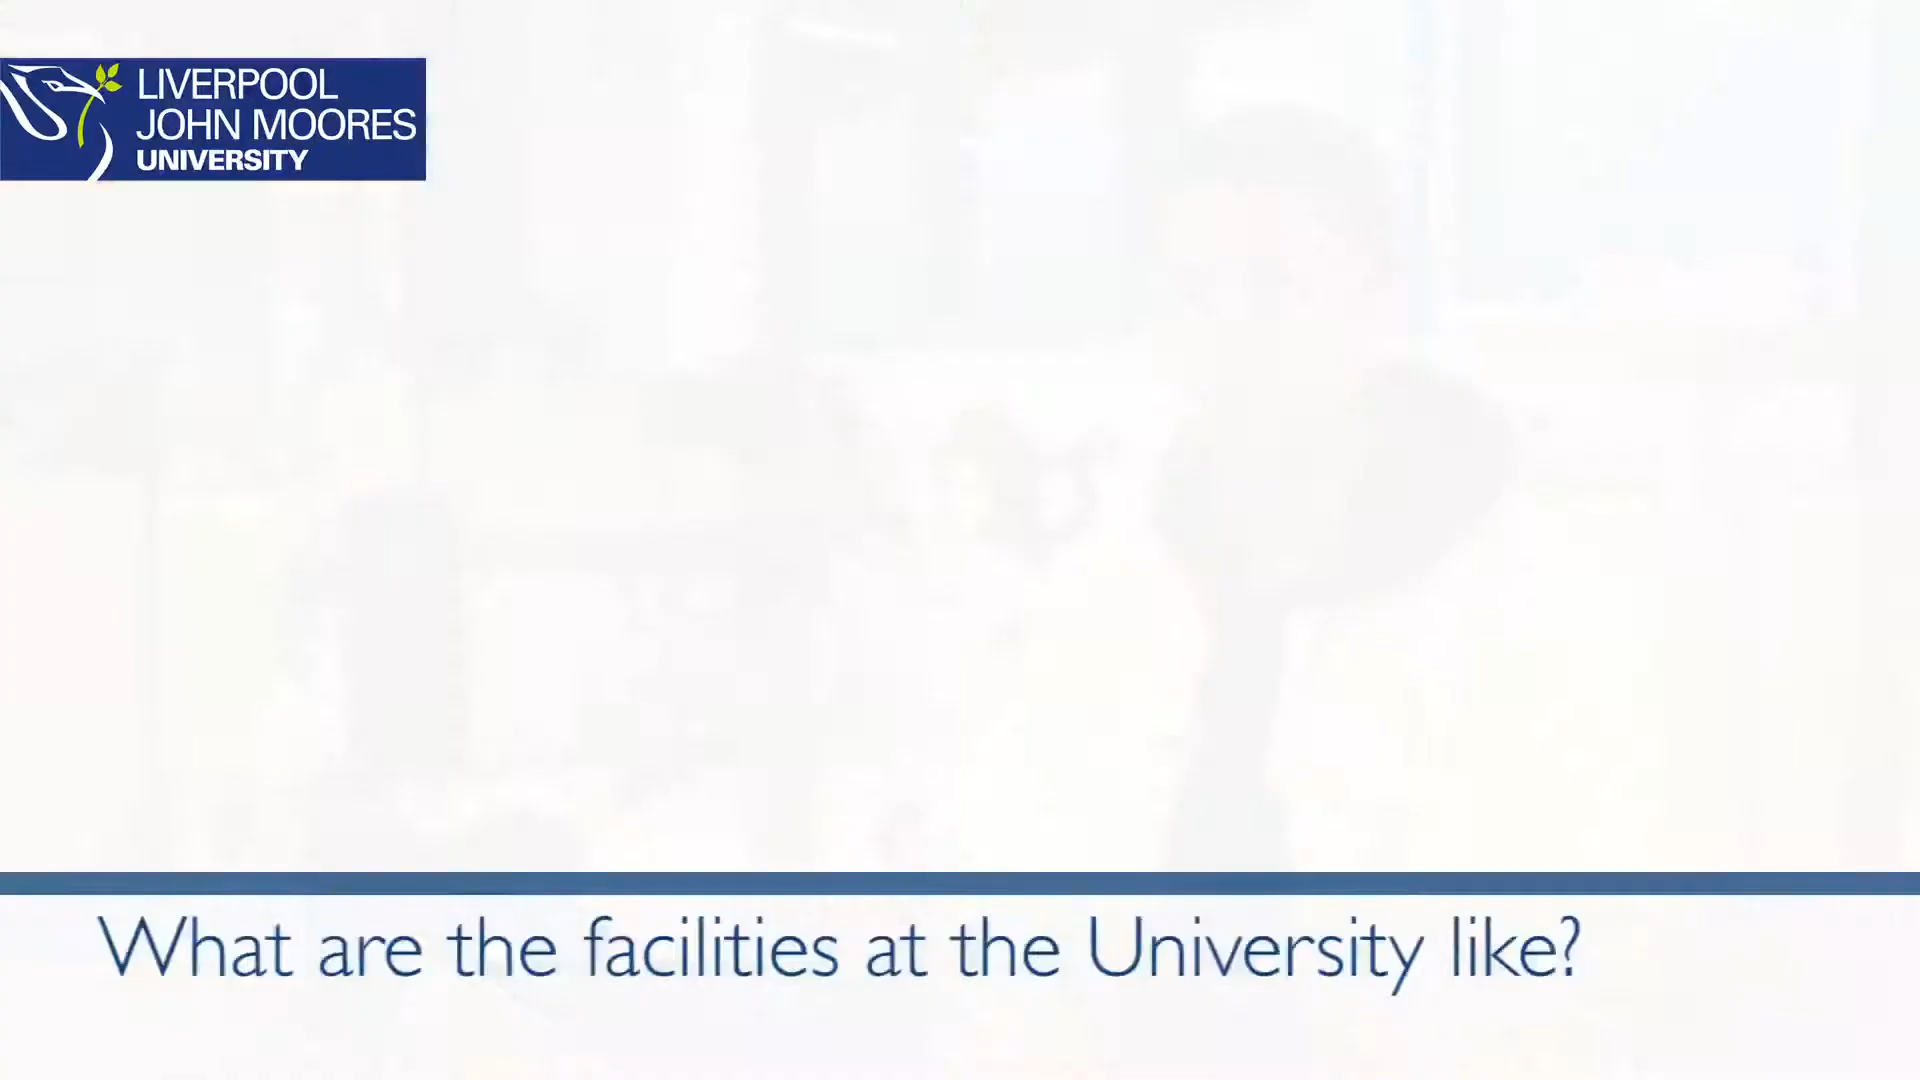 LIVERPOOL
JOHN MOORES
UNIVERSITY
What are the facilities at the University like?